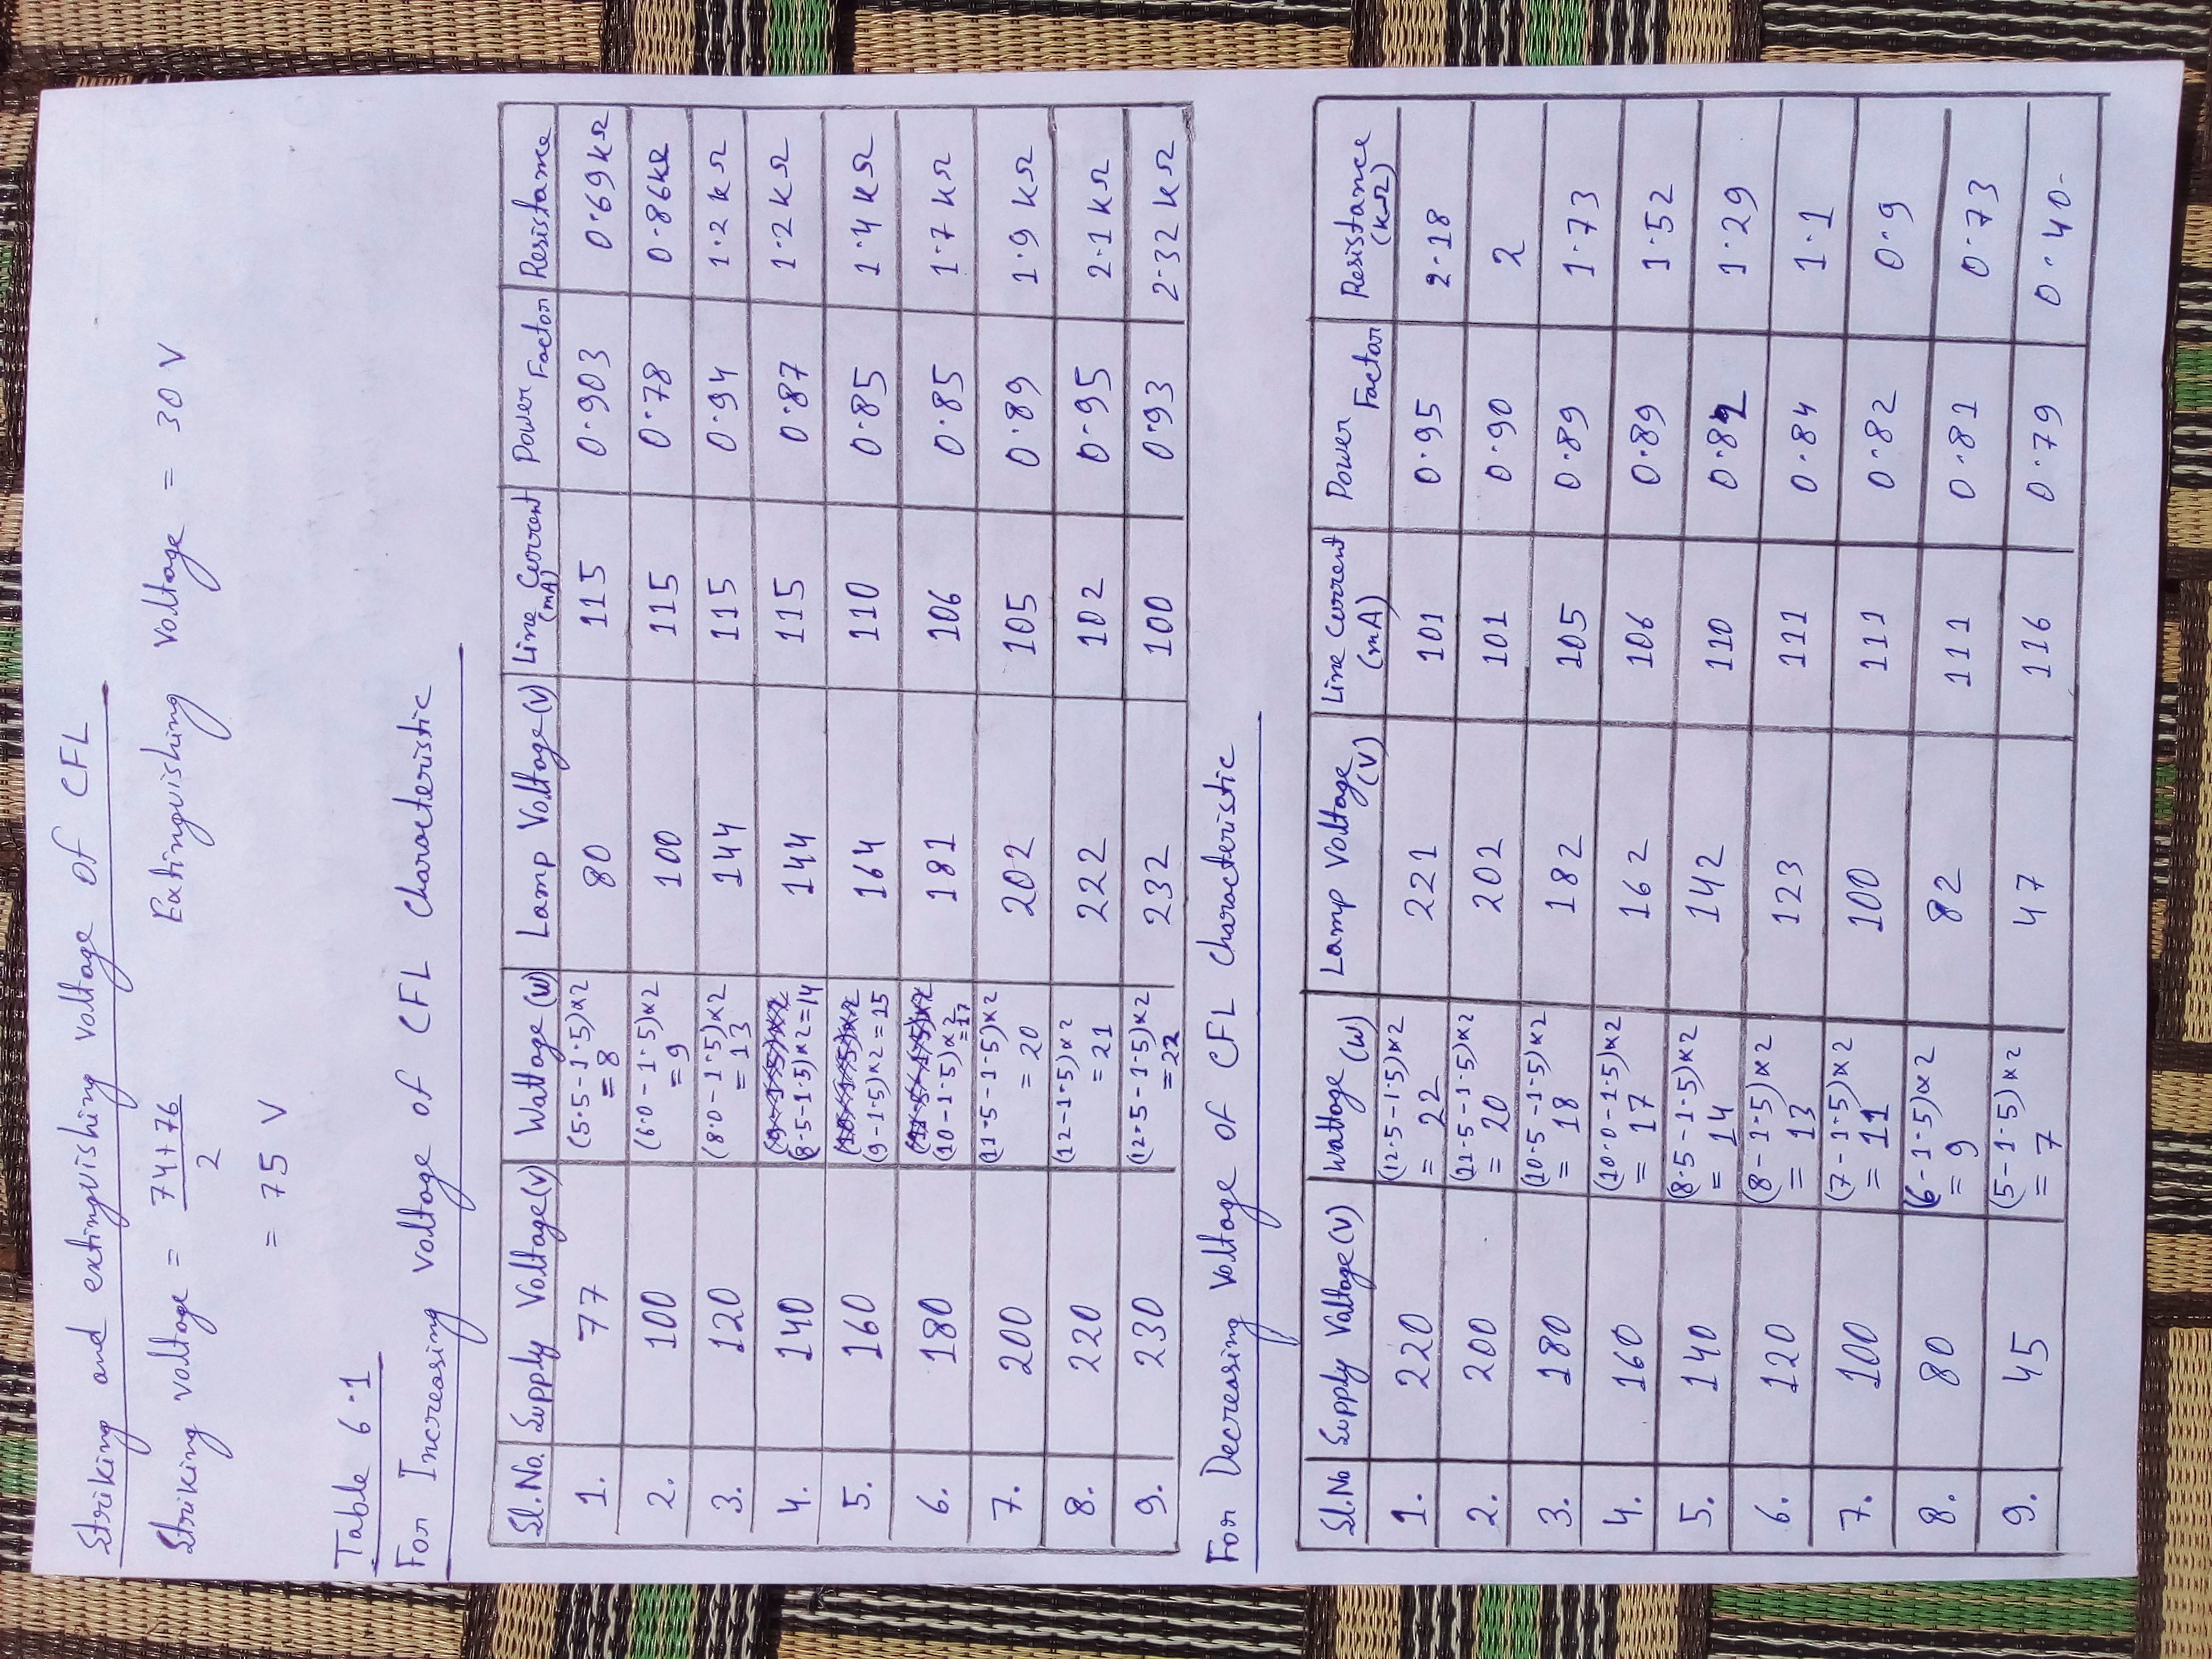 Striking and extinguishing voltage of CFL
Striking voltage = 74+76 / 2 Extinguishing Voltage = 30 V
= 75 V
Table 6.1
For Increasing voltage of CFL Characteristic
Sl. No. Supply Voltage (V) Wattage (W) Lamp Voltage (V) Line Current (mA) Power Factor Resistance
1. 77 (5.5-1.5)×2 = 8 80 115 0.903 0.69 kΩ
2. 100 (6.0-1.5)×2 = 9 100 115 0.78 0.86 kΩ
3. 120 (8.0-1.5)×2 = 13 144 115 0.94 1.2 kΩ
4. 140 (8.5-1.5)×2=14 144 115 0.87 1.2 kΩ
5. 160 (9-1.5)×2=15 164 110 0.85 1.4 kΩ
6. 180 (10-1.5)×2 =17 181 106 0.85 1.7 kΩ
7. 200 (11.5-1.5)×2 = 20 202 105 0.89 1.9 kΩ
8. 220 (12-1.5)×2 = 21 222 102 0.95 2.1 kΩ
9. 230 (12.5-1.5)×2 = 22 232 100 0.93 2.32 kΩ
For Decreasing Voltage of CFL Characteristic
Sl. No Supply Voltage (V) Wattage (W) Lamp Voltage (V) Line Current (mA) Power Factor Resistance (kΩ)
1. 220 (12.5-1.5)×2 = 22 221 101 0.95 2.18
2. 200 (11.5-1.5)×2 = 20 202 101 0.90 2
3. 180 (10.5-1.5)×2 = 18 182 105 0.89 1.73
4. 160 (10.0-1.5)×2 = 17 162 106 0.89 1.52
5. 140 (8.5-1.5)×2 = 14 142 110 1.29
6. 120 (8-1.5)×2 = 13 123 111 0.84 1.1
7. 100 (7-1.5)×2 = 11 100 111 0.82 0.9
8. 80 (6-1.5)×2 = 9 82 111 0.81 0.73
9. 45 (5-1.5)×2 = 7 47 116 0.79 0.40